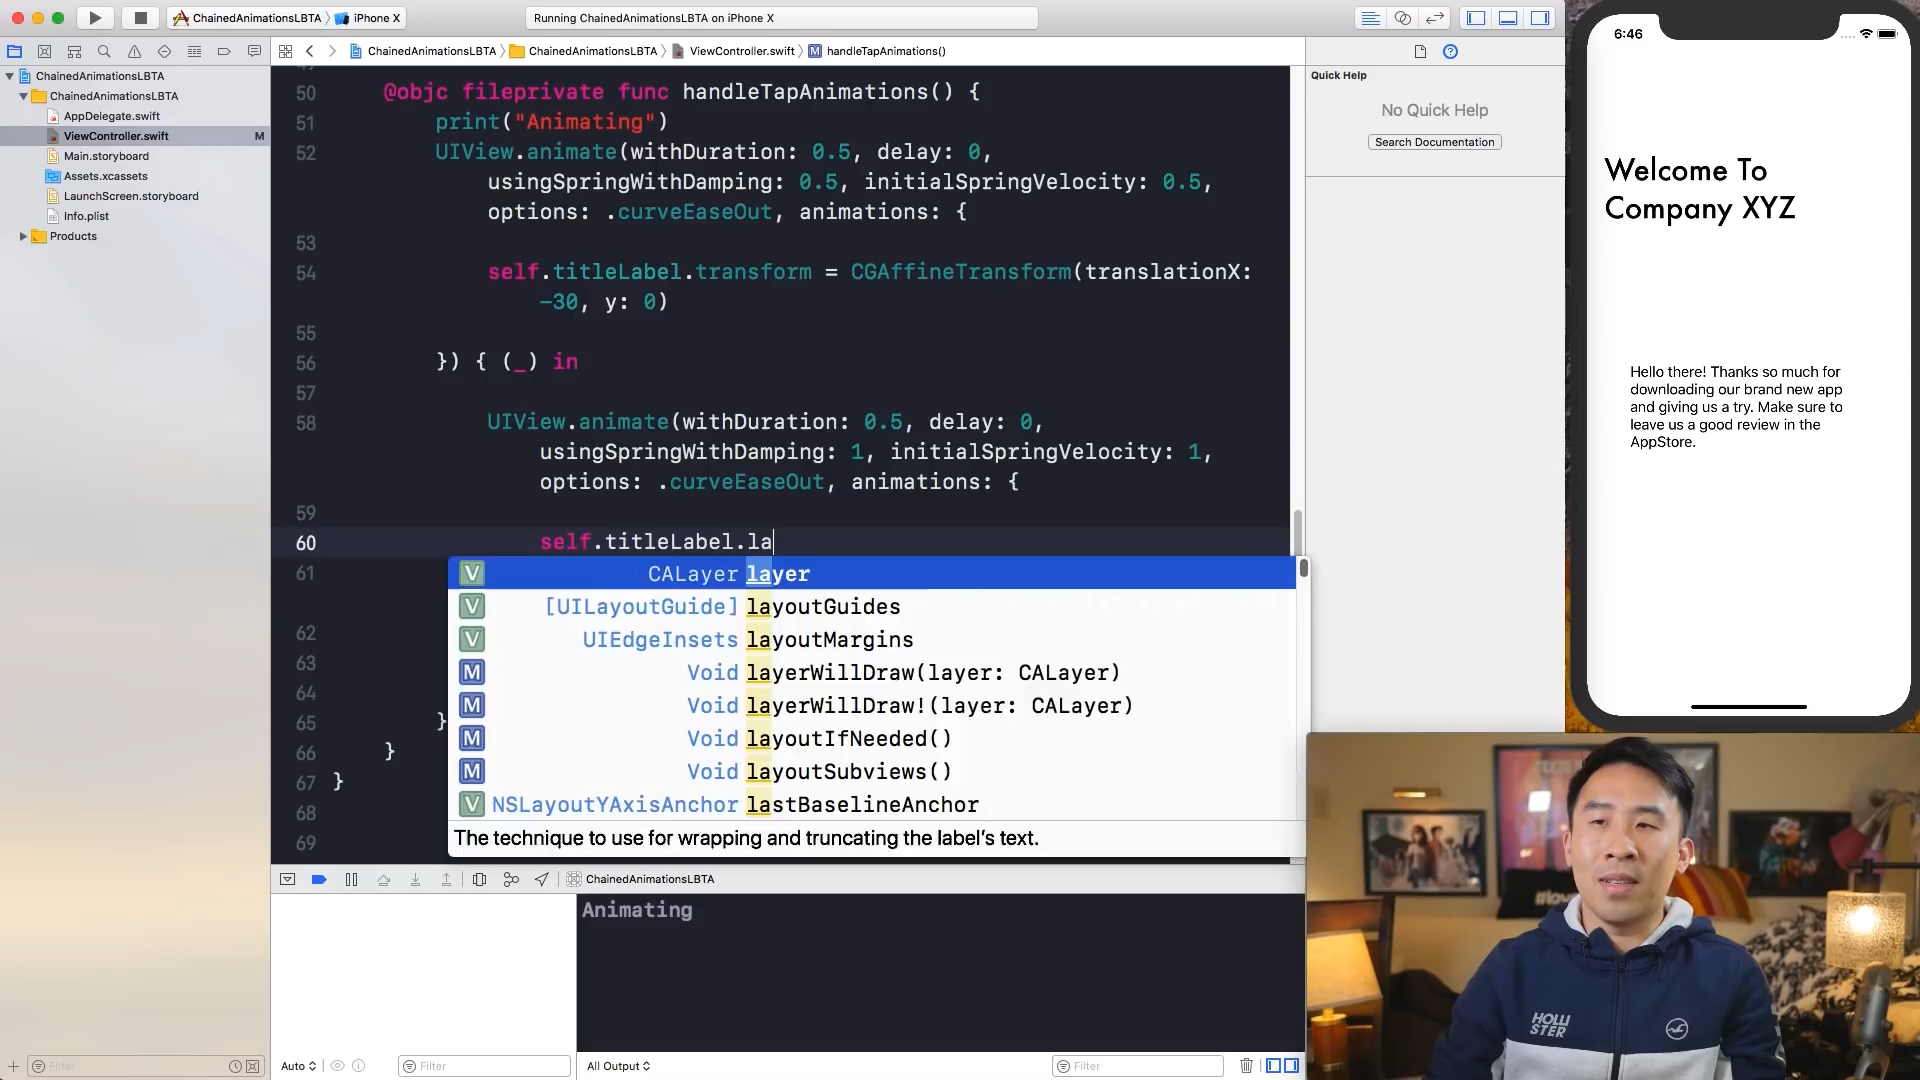 ChainedAnimationsLBTA
iPhone X
Running ChainedAnimationsLBTA on iPhone X
ChainedAnimationsLBTA
ChainedAnimationsLBTA
ViewController.swift
handleTapAnimations()
ChainedAnimationsLBTA
ChainedAnimationsLBTA
AppDelegate.swift
ViewController.swift M
Main.storyboard
Assets.xcassets
LaunchScreen.storyboard
Info.plist
Products
50 @objc fileprivate func handleTapAnimations() {
51 print("Animating")
52 UIView.animate(withDuration: 0.5, delay: 0,
usingSpringWithDamping: 0.5, initialSpringVelocity: 0.5,
options: .curveEaseOut, animations: {
53
54 self.titleLabel.transform = CGAffineTransform(translationX:
-30, y: 0)
55
56 }) { (_) in
57
58 UIView.animate(withDuration: 0.5, delay: 0,
usingSpringWithDamping: 1, initialSpringVelocity: 1,
options: .curveEaseOut, animations: {
59
60 self.titleLabel.la
61
62
63
64
65 }
66 }
67 }
68
69
V CALayer layer
V [UILayoutGuide] layoutGuides
V UIEdgeInsets layoutMargins
M Void layerWillDraw(layer: CALayer)
M Void layerWillDraw!(layer: CALayer)
M Void layoutIfNeeded()
M Void layoutSubviews()
V NSLayoutYAxisAnchor lastBaselineAnchor
The technique to use for wrapping and truncating the label's text.
ChainedAnimationsLBTA
Animating
Filter
Auto
Filter
All Output
Filter
Quick Help
No Quick Help
Search Documentation
6:46
Welcome To
Company XYZ
Hello there! Thanks so much for
downloading our brand new app
and giving us a try. Make sure to
leave us a good review in the
AppStore.
HOLLI
STER